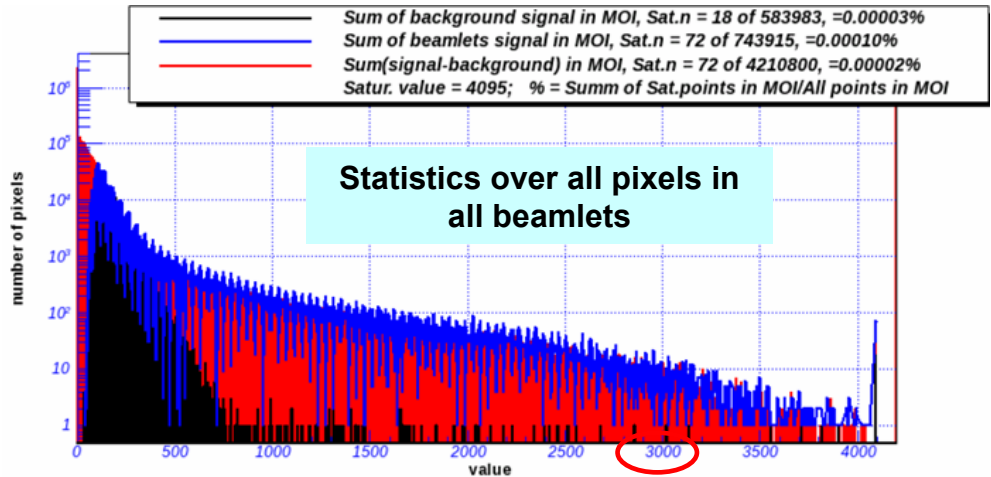 Sum of background signal in MOI, Sat.n = 18 of 583983, =0.00003%
Sum of beamlets signal in MOI, Sat.n = 72 of 743915, =0.00010%
Sum(signal-background) in MOI, Sat.n = 72 of 4210800, =0.00002%
Satur. value = 4095; % = Summ of Sat.points in MOI/All points in MOI
Statistics over all pixels in
all beamlets
number of pixels
10⁶
10⁵
10⁴
10³
10²
10
1
0 500 1000 1500 2000 2500 3000 3500 4000
value